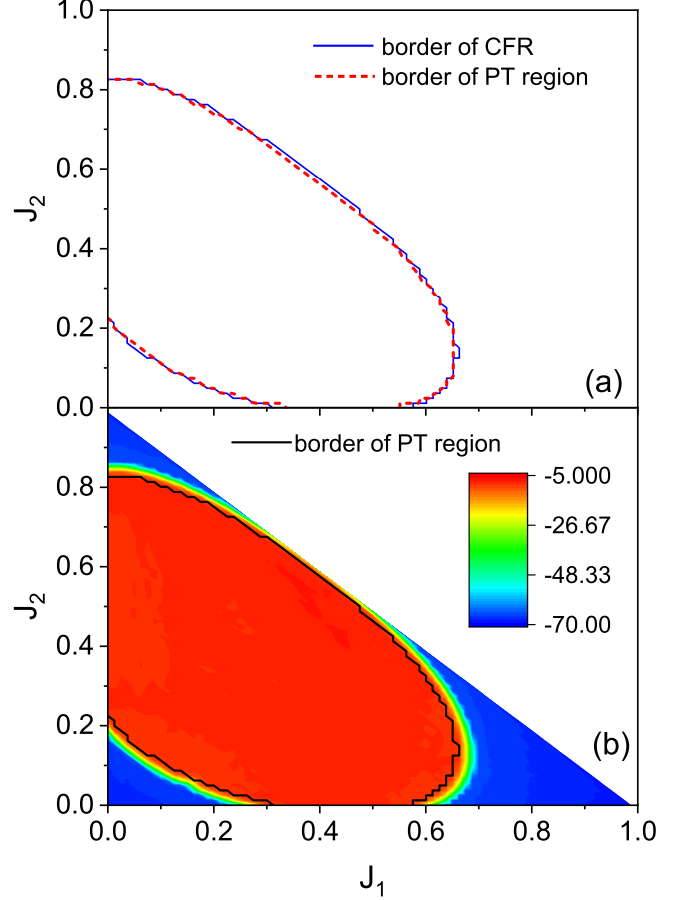 1.0
border of CFR
border of PT region
0.8
0.6
J2
0.4
0.2
(a)
0.0
border of PT region
-5.000
0.8
-26.67
-48.33
0.6
-70.00
J2
0.4
0.2
(b)
0.0
0.0 0.2 0.4 0.6 0.8 1.0
J1